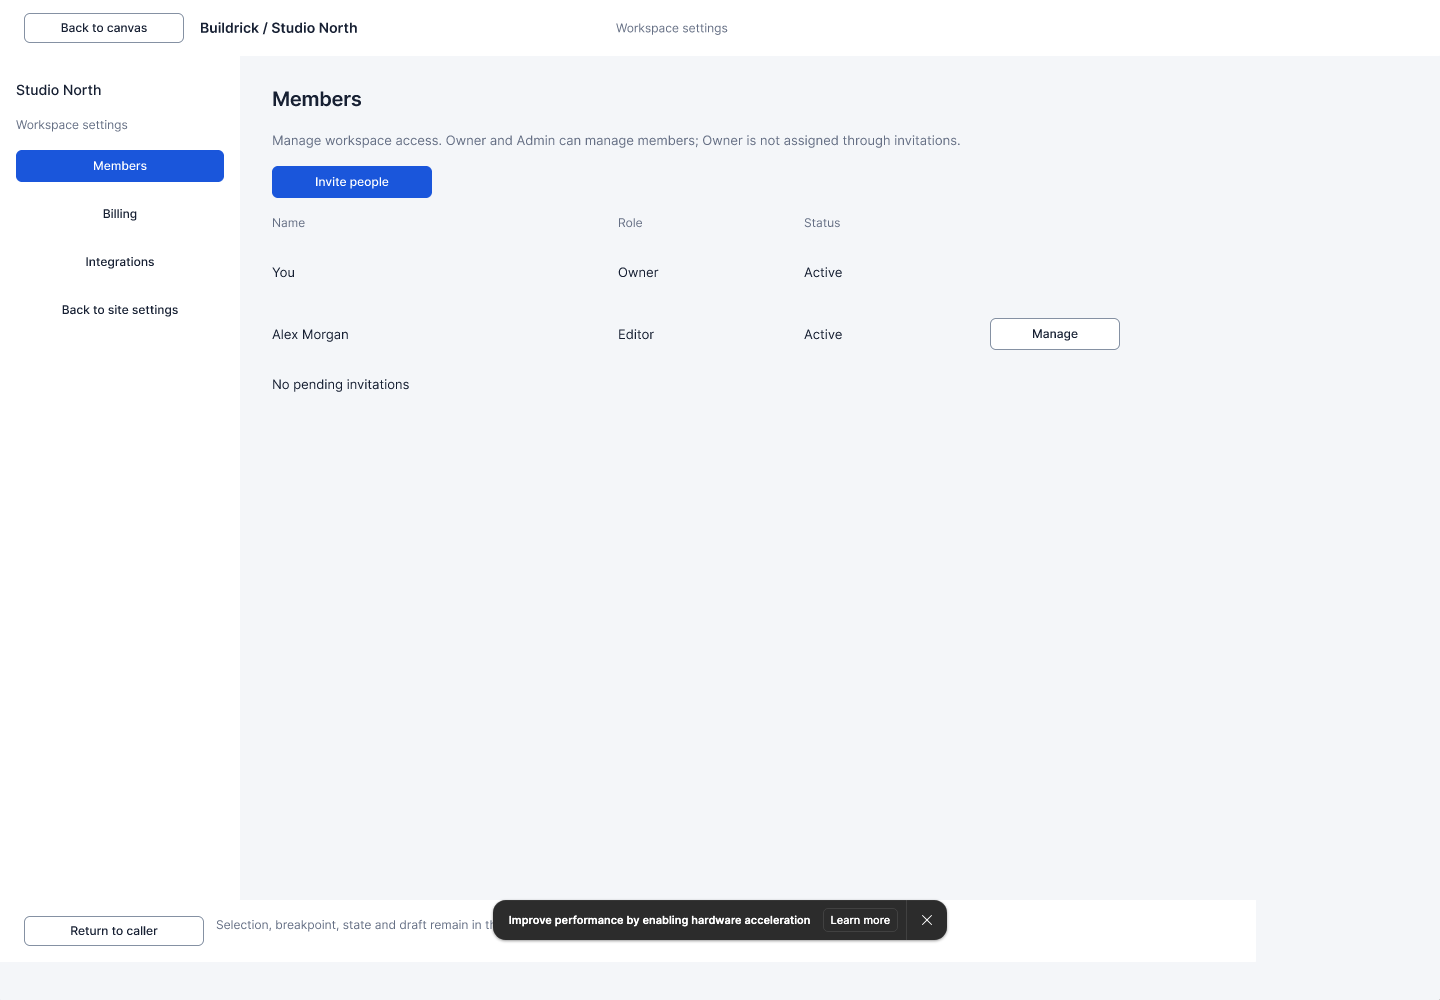 Back to canvas
Buildrick / Studio North
Workspace settings
Studio North
Workspace settings
Members
Billing
Integrations
Back to site settings
Members
Manage workspace access. Owner and Admin can manage members; Owner is not assigned through invitations.
Invite people
Name Role Status
You Owner Active
Alex Morgan Editor Active Manage
No pending invitations
Return to caller
Selection, breakpoint, state and draft remain in
Improve performance by enabling hardware acceleration Learn more